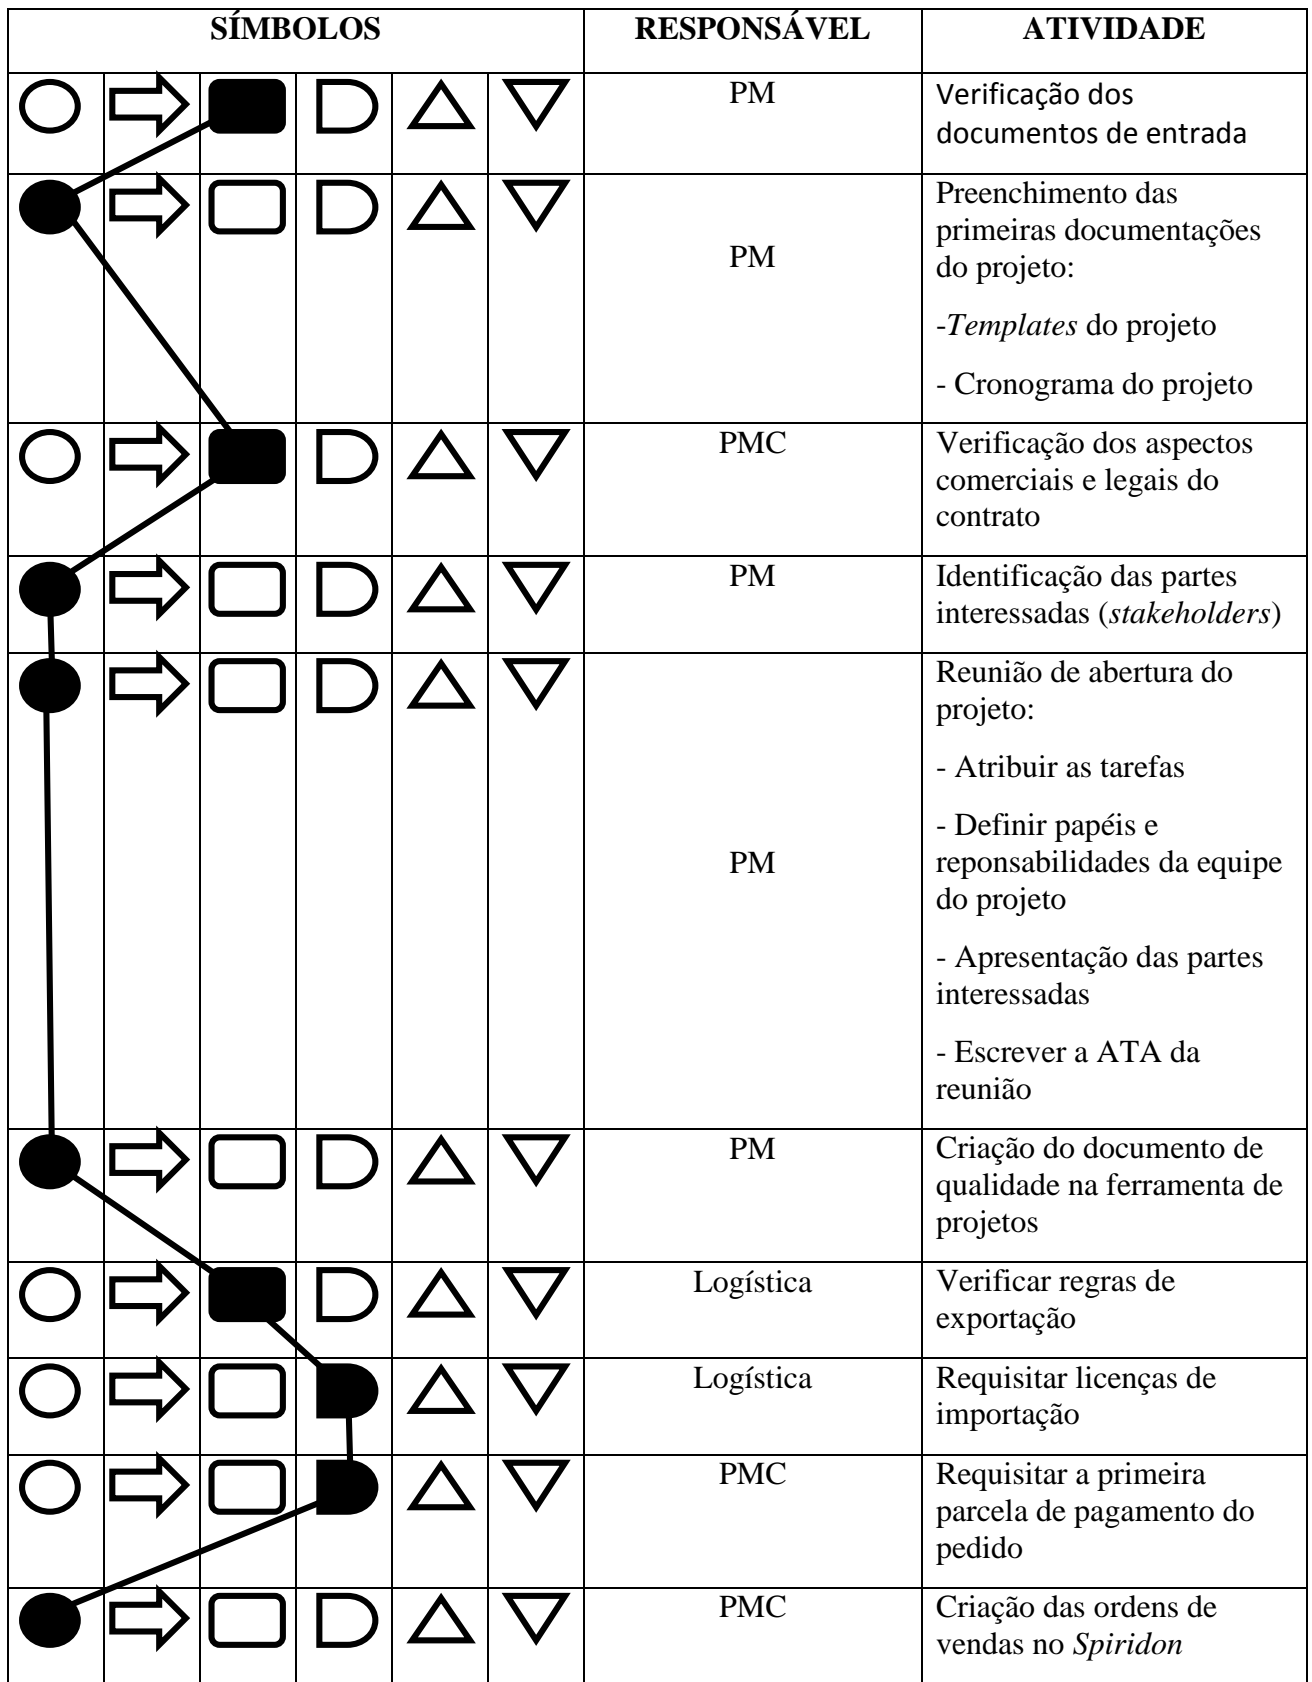 SÍMBOLOS RESPONSÁVEL ATIVIDADE
PM
Verificação dos
documentos de entrada
PM
Preenchimento das
primeiras documentações
do projeto:
-Templates do projeto
- Cronograma do projeto
PMC
Verificação dos aspectos
comerciais e legais do
contrato
PM
Identificação das partes
interessadas (stakeholders)
PM
Reunião de abertura do
projeto:
- Atribuir as tarefas
- Definir papéis e
reponsabilidades da equipe
do projeto
- Apresentação das partes
interessadas
- Escrever a ATA da
reunião
PM
Criação do documento de
qualidade na ferramenta de
projetos
Logística
Verificar regras de
exportação
Logística
Requisitar licenças de
importação
PMC
Requisitar a primeira
parcela de pagamento do
pedido
PMC
Criação das ordens de
vendas no Spiridon